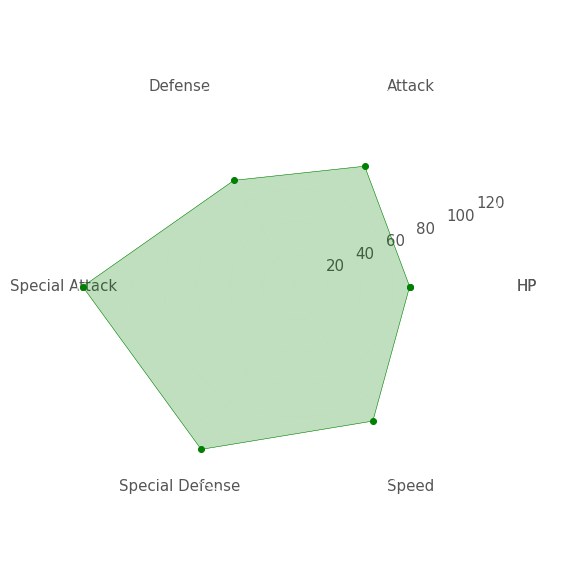 Defense
Attack
120
100
80
60
40
20
Special Attack
HP
Special Defense
Speed